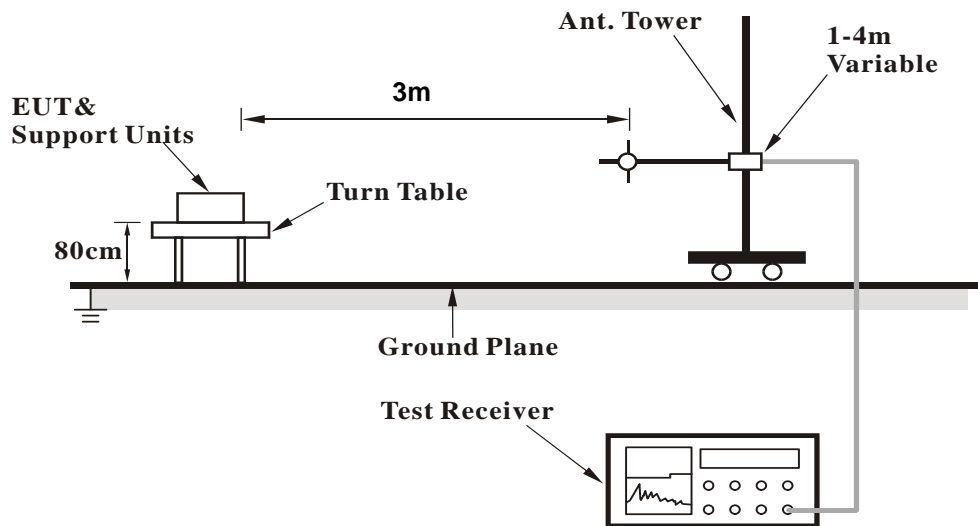 Ant. Tower
1-4m
Variable
3m
EUT&
Support Units
Turn Table
80cm
Ground Plane
Test Receiver